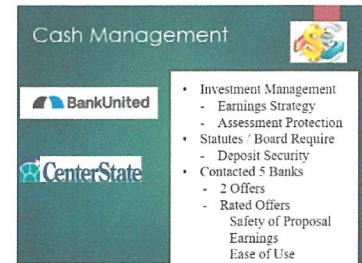 Cash Management
BankUnited
CenterState
• Investment Management
- Earnings Strategy
- Assessment Protection
• Statutes / Board Require
- Deposit Security
• Contacted 5 Banks
- 2 Offers
- Rated Offers
Safety of Proposal
Earnings
Ease of Use